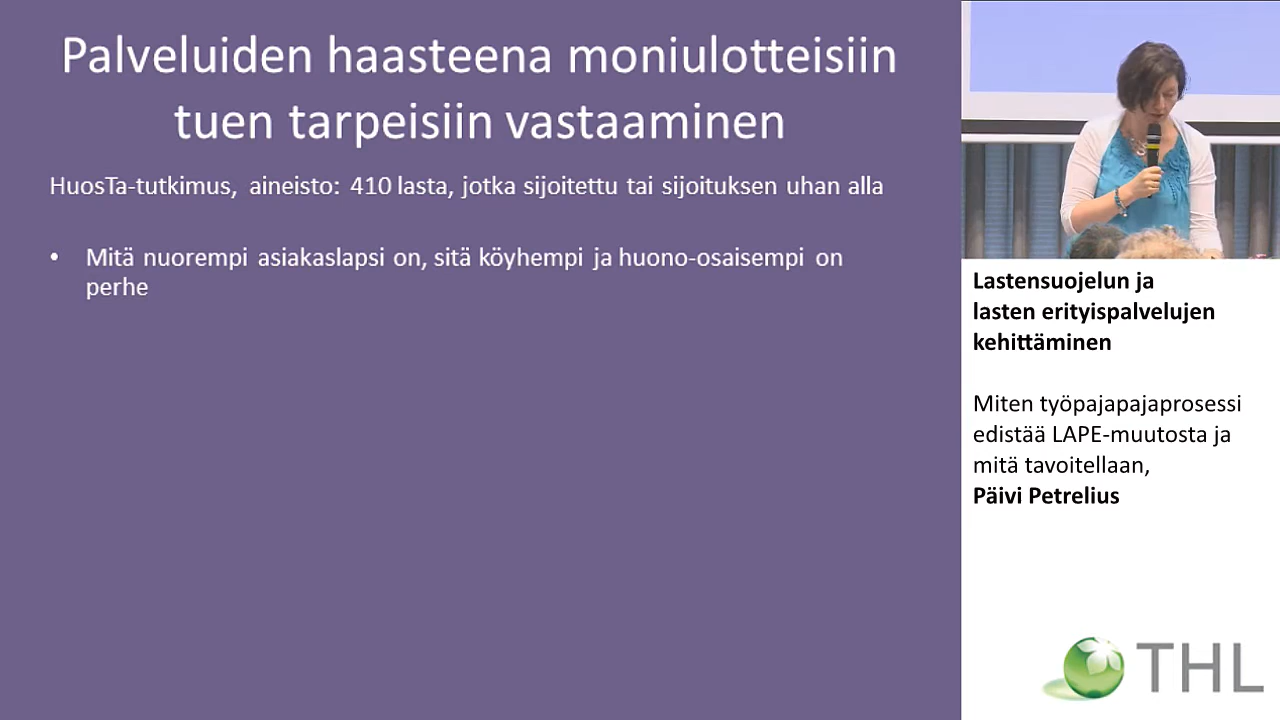 Palveluiden haasteena moniulotteisiin
tuen tarpeisiin vastaaminen
HuosTa-tutkimus, aineisto: 410 lasta, jotka sijoitettu tai sijoituksen uhan alla
• Mitä nuorempi asiakaslapsi on, sitä köyhempi ja huono-osaisempi on
perhe
Lastensuojelun ja
lasten erityispalvelujen
kehittäminen
Miten työpajapajaprosessi
edistää LAPE-muutosta ja
mitä tavoitellaan,
Päivi Petrelius
THL